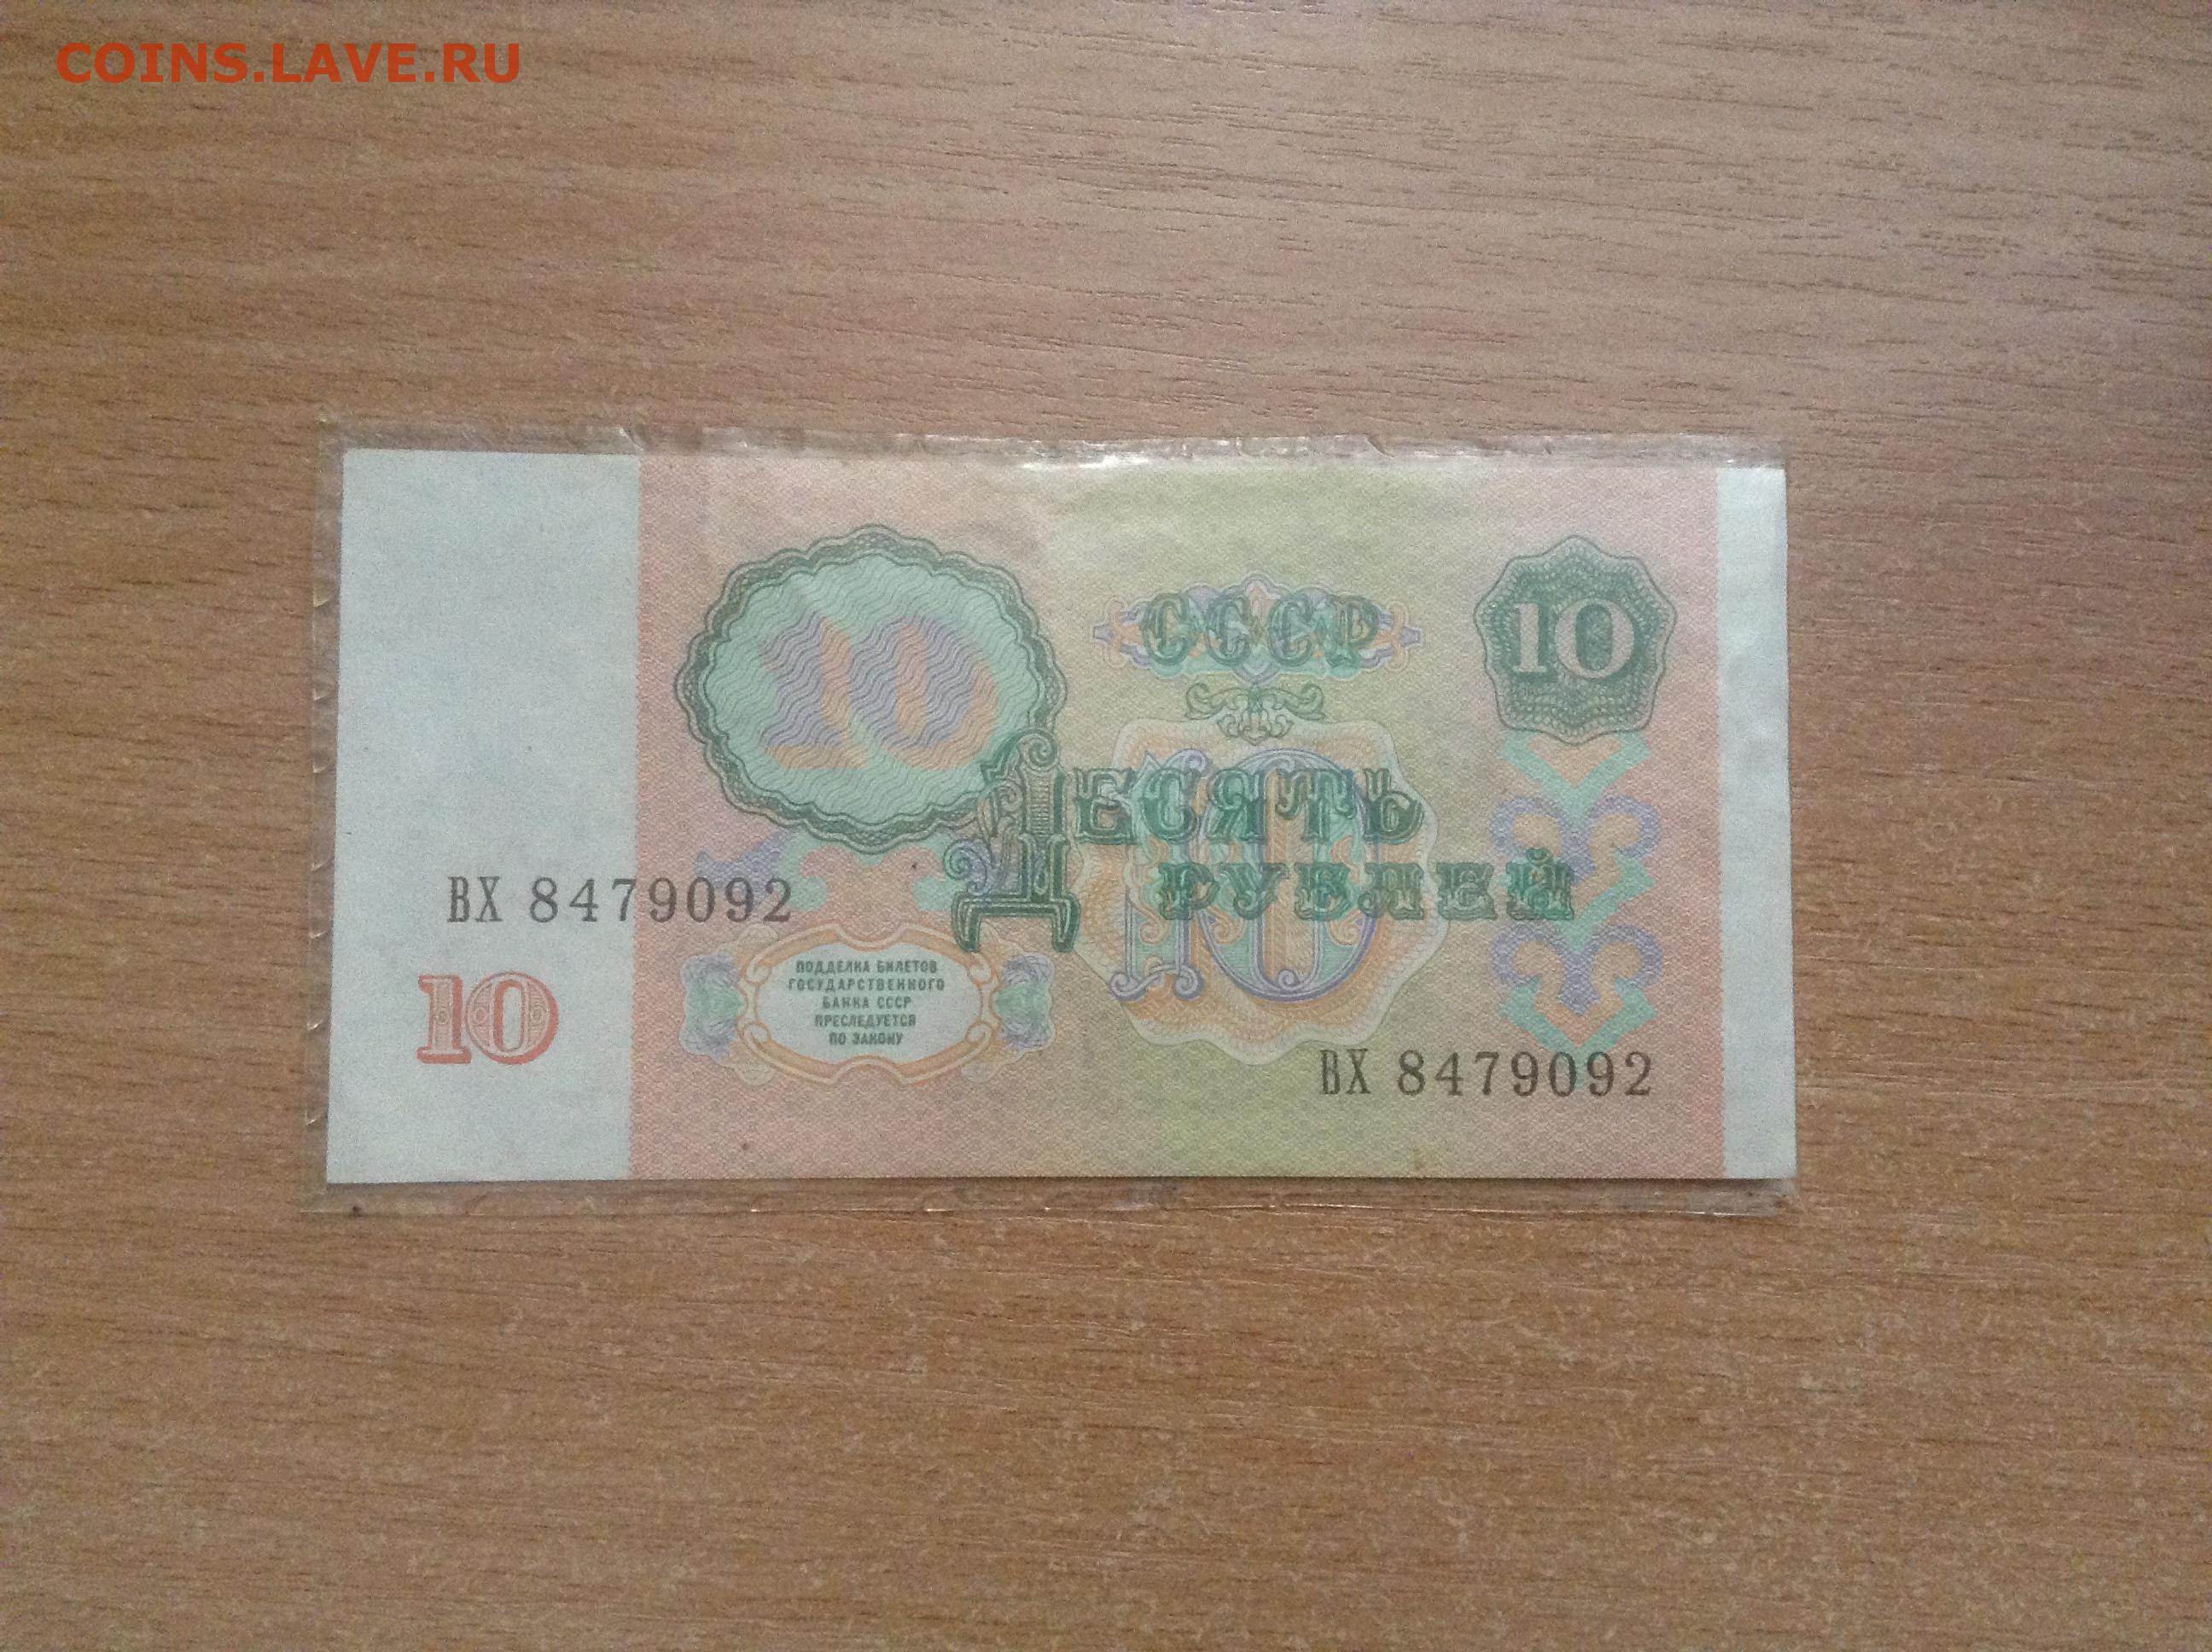 COINS.LAVE.RU
10
СССР
10
ДЕСЯТЬ
РУБЛЕЙ
10
ВХ 8479092
10
ПОДДЕЛКА БИЛЕТОВ
ГОСУДАРСТВЕННОГО
БАНКА СССР
ПРЕСЛЕДУЕТСЯ
ПО ЗАКОНУ
ВХ 8479092